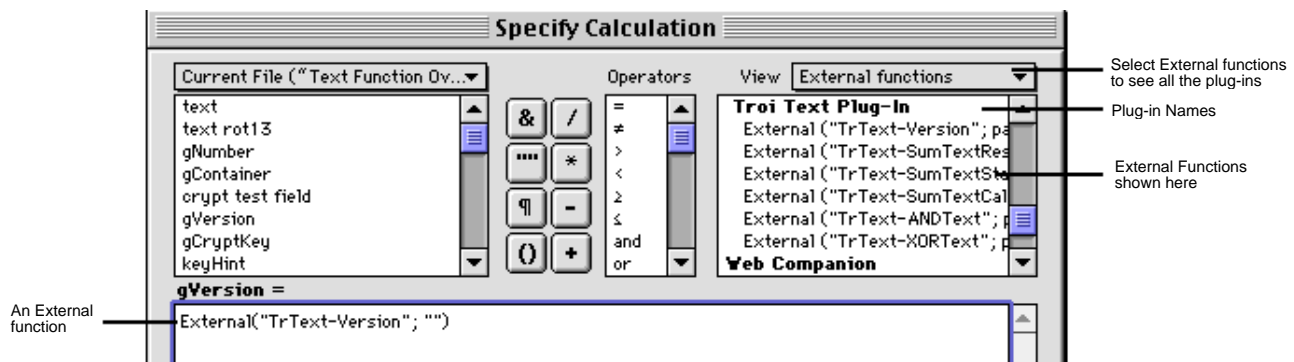 Specify Calculation
Current File ("Text Function Ov...
Operators
View
External functions
text
text rot13
gNumber
gContainer
crypt test field
gVersion
gCryptKey
keyHint
&
/
""
*
¶
-
()
+
=
≠
>
<
≥
≤
and
or
Troi Text Plug-In
External ("TrText-Version"; pa
External ("TrText-SumTextRes
External ("TrText-SumTextSta
External ("TrText-SumTextCal
External ("TrText-ANDText"; p
External ("TrText-XORText"; p
Web Companion
gVersion =
External("TrText-Version"; "")
Select External functions
to see all the plug-ins
Plug-in Names
External Functions
shown here
An External
function